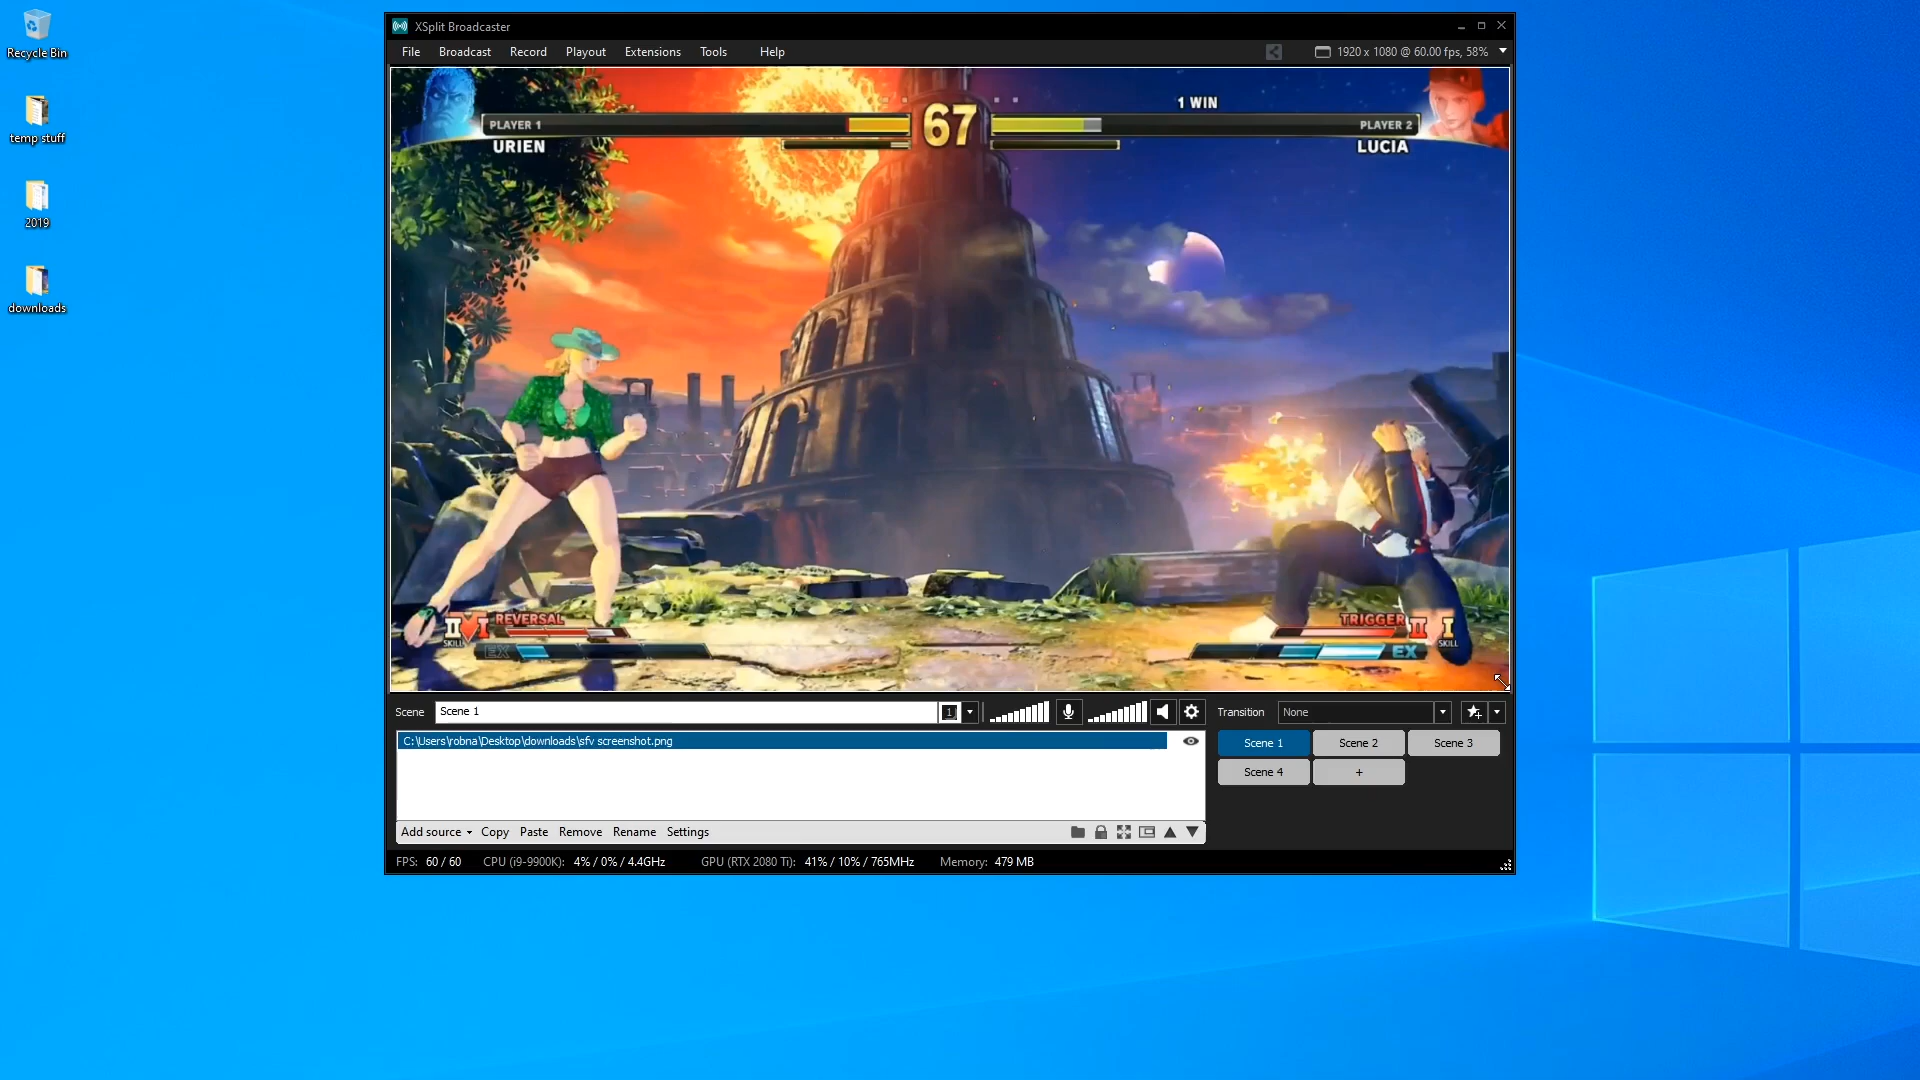 Recycle Bin
temp stuff
2019
downloads
XSplit Broadcaster
File Broadcast Record Playout Extensions Tools Help
1920 x 1080 @ 60.00 fps, 58%
PLAYER 1
URIEN
67
1 WIN
PLAYER 2
LUCIA
II I REVERSAL
SKILL
EX
TRIGGER II I
SKILL
EX
Scene Scene 1 1
Transition None
C:\Users\robna\Desktop\downloads\sfv screenshot.png
Scene 1 Scene 2 Scene 3
Scene 4 +
Add source Copy Paste Remove Rename Settings
FPS: 60 / 60 CPU (i9-9900K): 4% / 0% / 4.4GHz GPU (RTX 2080 Ti): 41% / 10% / 765MHz Memory: 479 MB